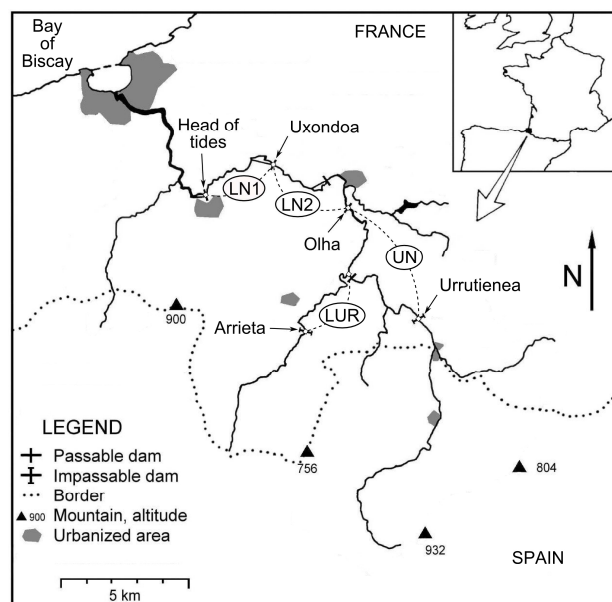 Bay
of
Biscay
FRANCE
Head of
tides
Uxondoa
LN1
LN2
Olha
UN
N
Urrutienea
900
Arrieta
LUR
LEGEND
Passable dam
Impassable dam
Border
900 Mountain, altitude
Urbanized area
756
804
932
5 km
SPAIN